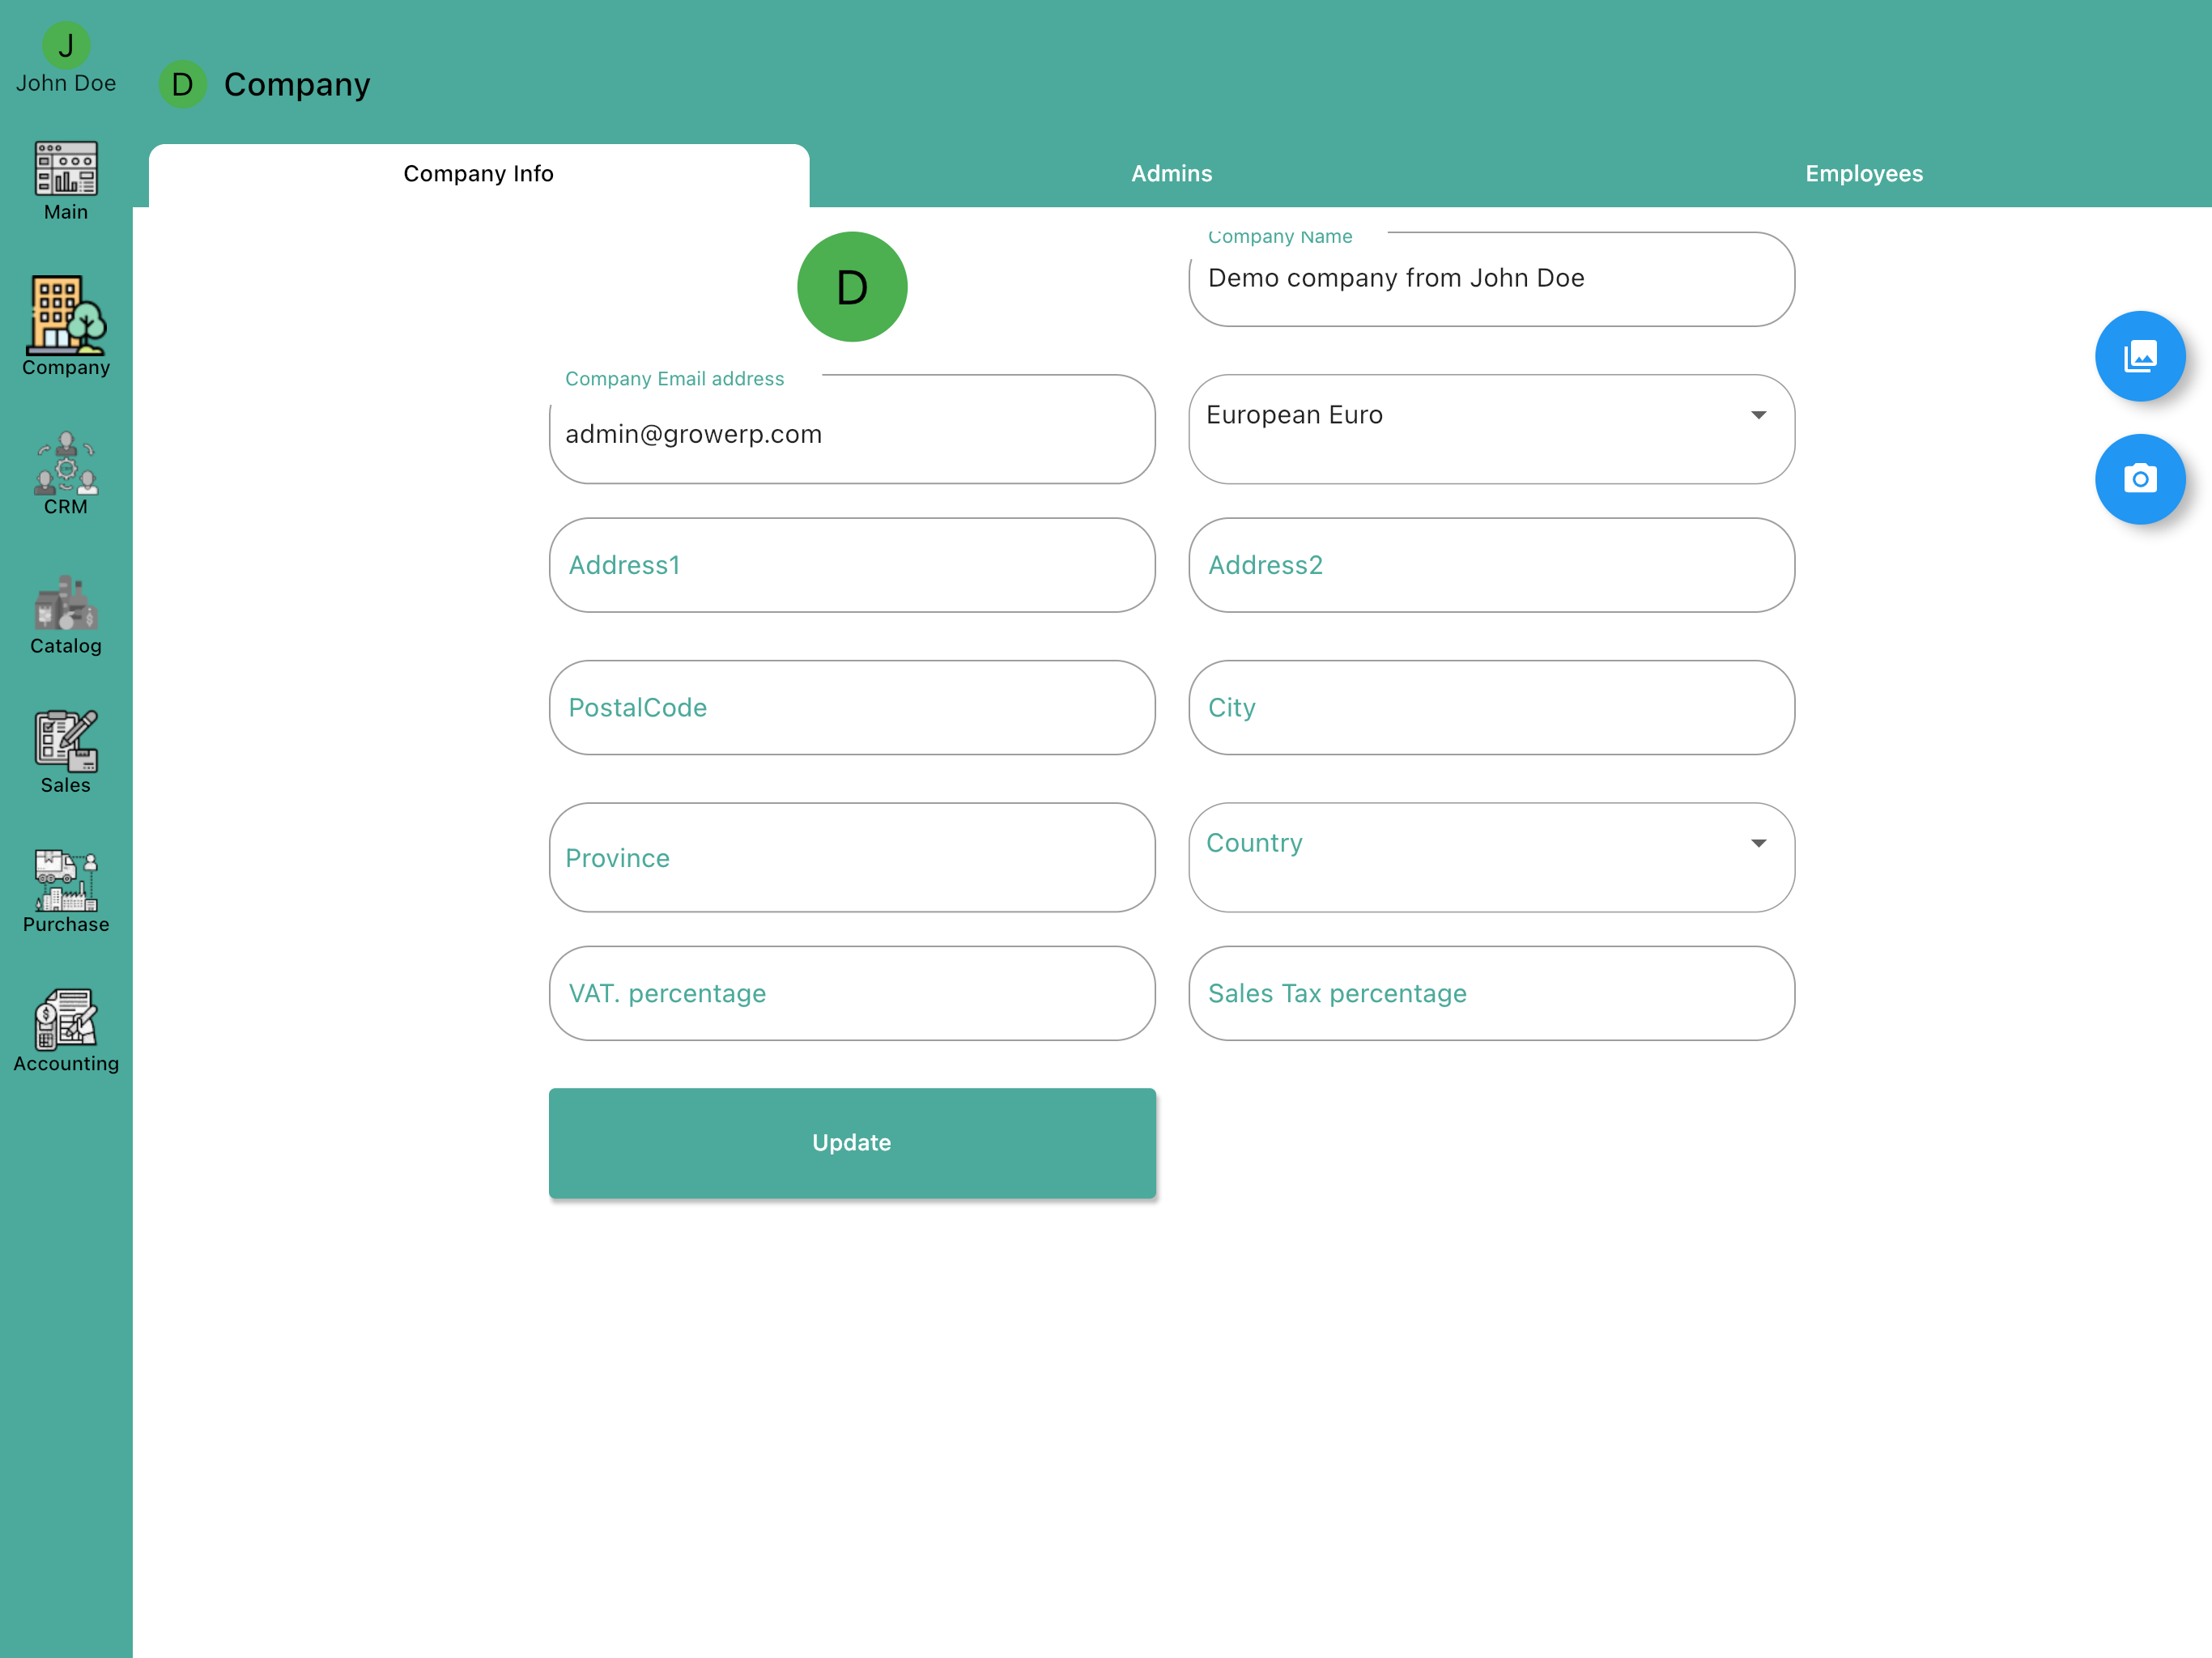 J
John Doe
D Company
Main
Company
CRM
Catalog
Sales
Purchase
Accounting
Company Info Admins Employees
D
Company Name
Demo company from John Doe
Company Email address
admin@growerp.com
European Euro
Address1
Address2
PostalCode
City
Province
Country
VAT. percentage
Sales Tax percentage
Update